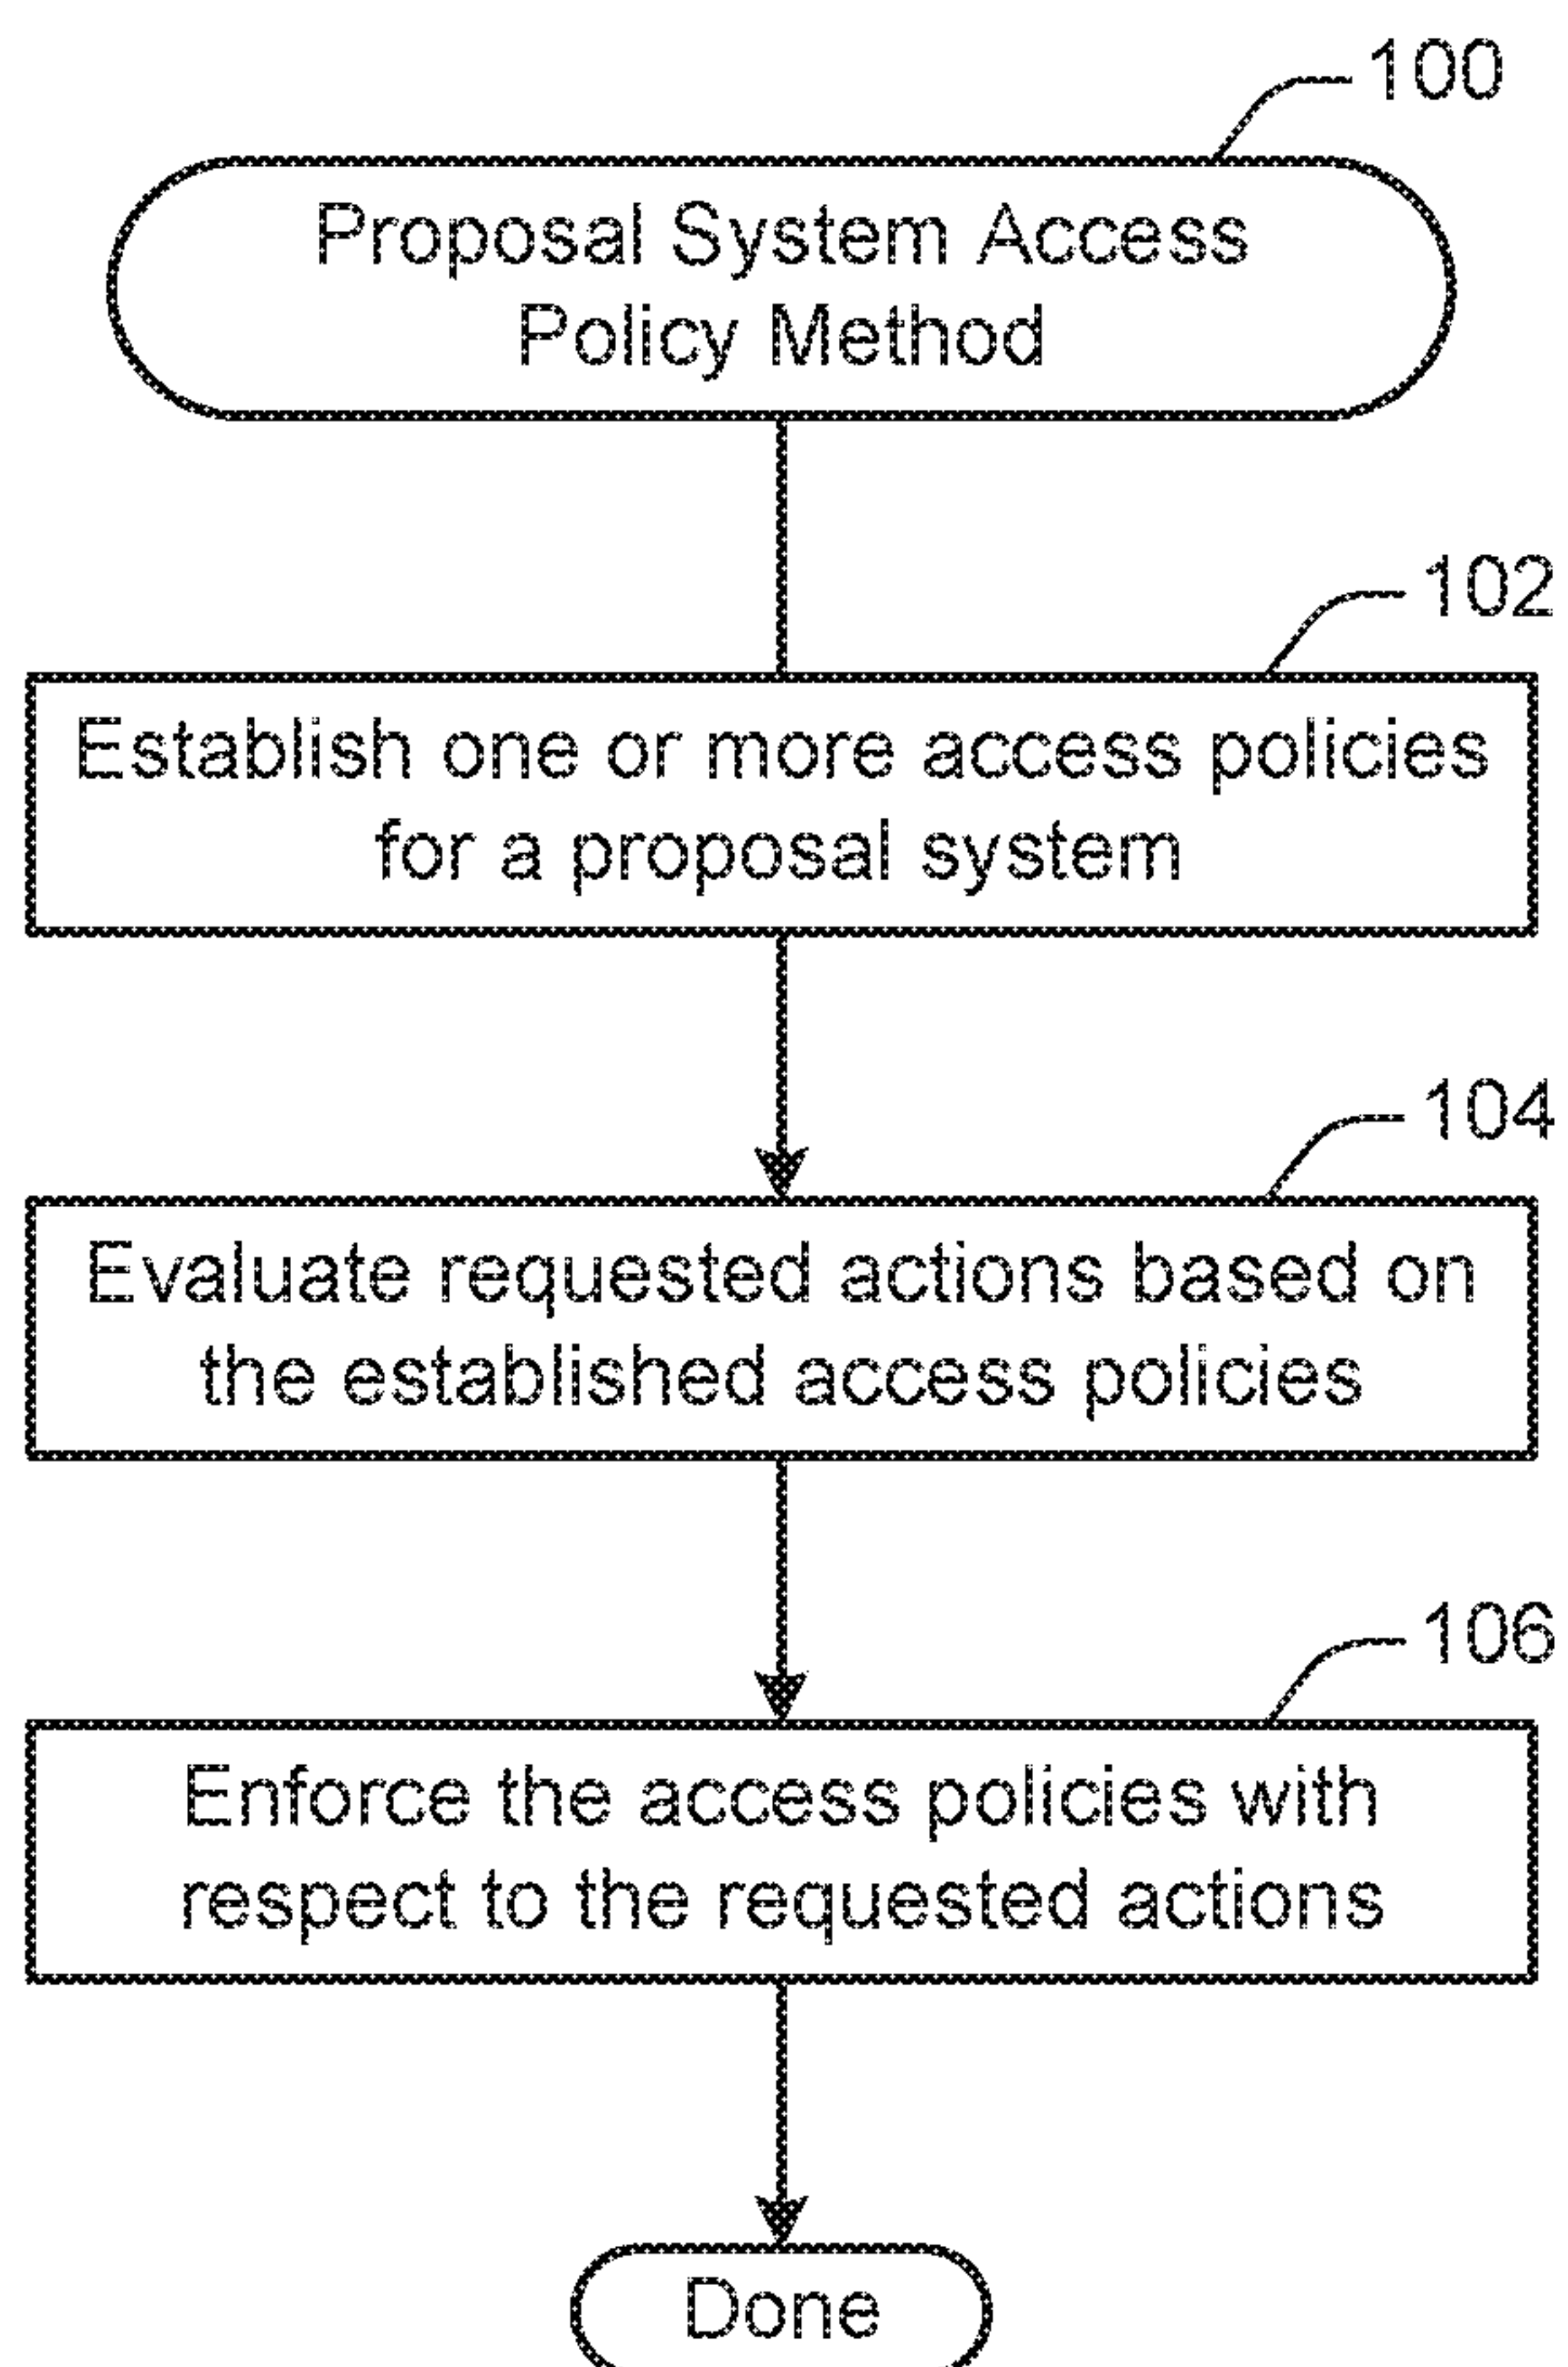 100
Proposal System Access
Policy Method
102
Establish one or more access policies
for a proposal system
104
Evaluate requested actions based on
the established access policies
106
Enforce the access policies with
respect to the requested actions
Done